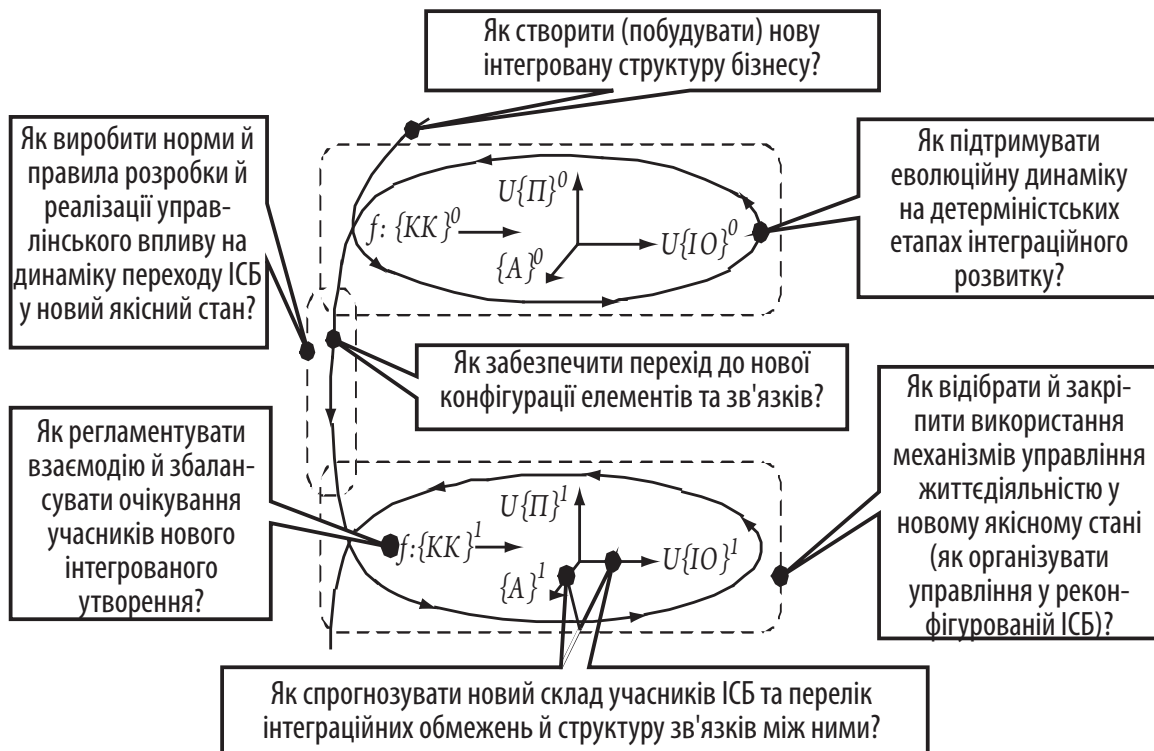 Як створити (побудувати) нову
інтегровану структуру бізнесу?
Як виробити норми й
правила розробки й
реалізації управ-
лінського впливу на
динаміку переходу ІСБ
у новий якісний стан?
U{П}⁰
f: {КК}⁰
U{ІО}⁰
{А}⁰
Як підтримувати
еволюційну динаміку
на детерміністських
етапах інтеграційного
розвитку?
Як забезпечити перехід до нової
конфігурації елементів та зв'язків?
Як регламентувати
взаємодію й збалан-
сувати очікування
учасників нового
інтегрованого
утворення?
U{П}¹
f:{КК}¹
U{ІО}¹
{А}¹
Як відібрати й закрі-
пити використання
механізмів управління
життєдіяльністю у
новому якісному стані
(як організувати
управління у рекон-
фігурованій ІСБ)?
Як спрогнозувати новий склад учасників ІСБ та перелік
інтеграційних обмежень й структуру зв'язків між ними?